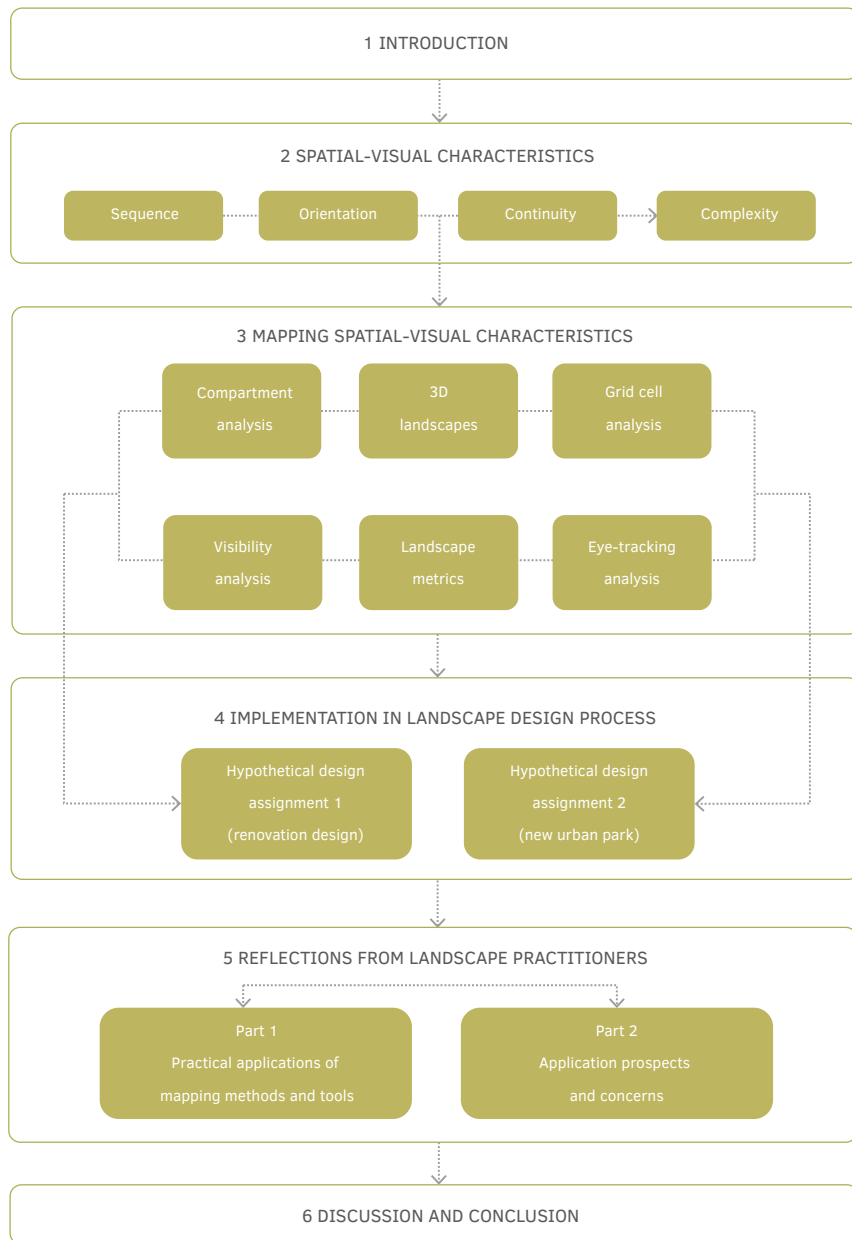 1 INTRODUCTION
2 SPATIAL-VISUAL CHARACTERISTICS
Sequence
Orientation
Continuity
Complexity
3 MAPPING SPATIAL-VISUAL CHARACTERISTICS
Compartment
analysis
3D
landscapes
Grid cell
analysis
Visibility
analysis
Landscape
metrics
Eye-tracking
analysis
4 IMPLEMENTATION IN LANDSCAPE DESIGN PROCESS
Hypothetical design
assignment 1
(renovation design)
Hypothetical design
assignment 2
(new urban park)
5 REFLECTIONS FROM LANDSCAPE PRACTITIONERS
Part 1
Practical applications of
mapping methods and tools
Part 2
Application prospects
and concerns
6 DISCUSSION AND CONCLUSION